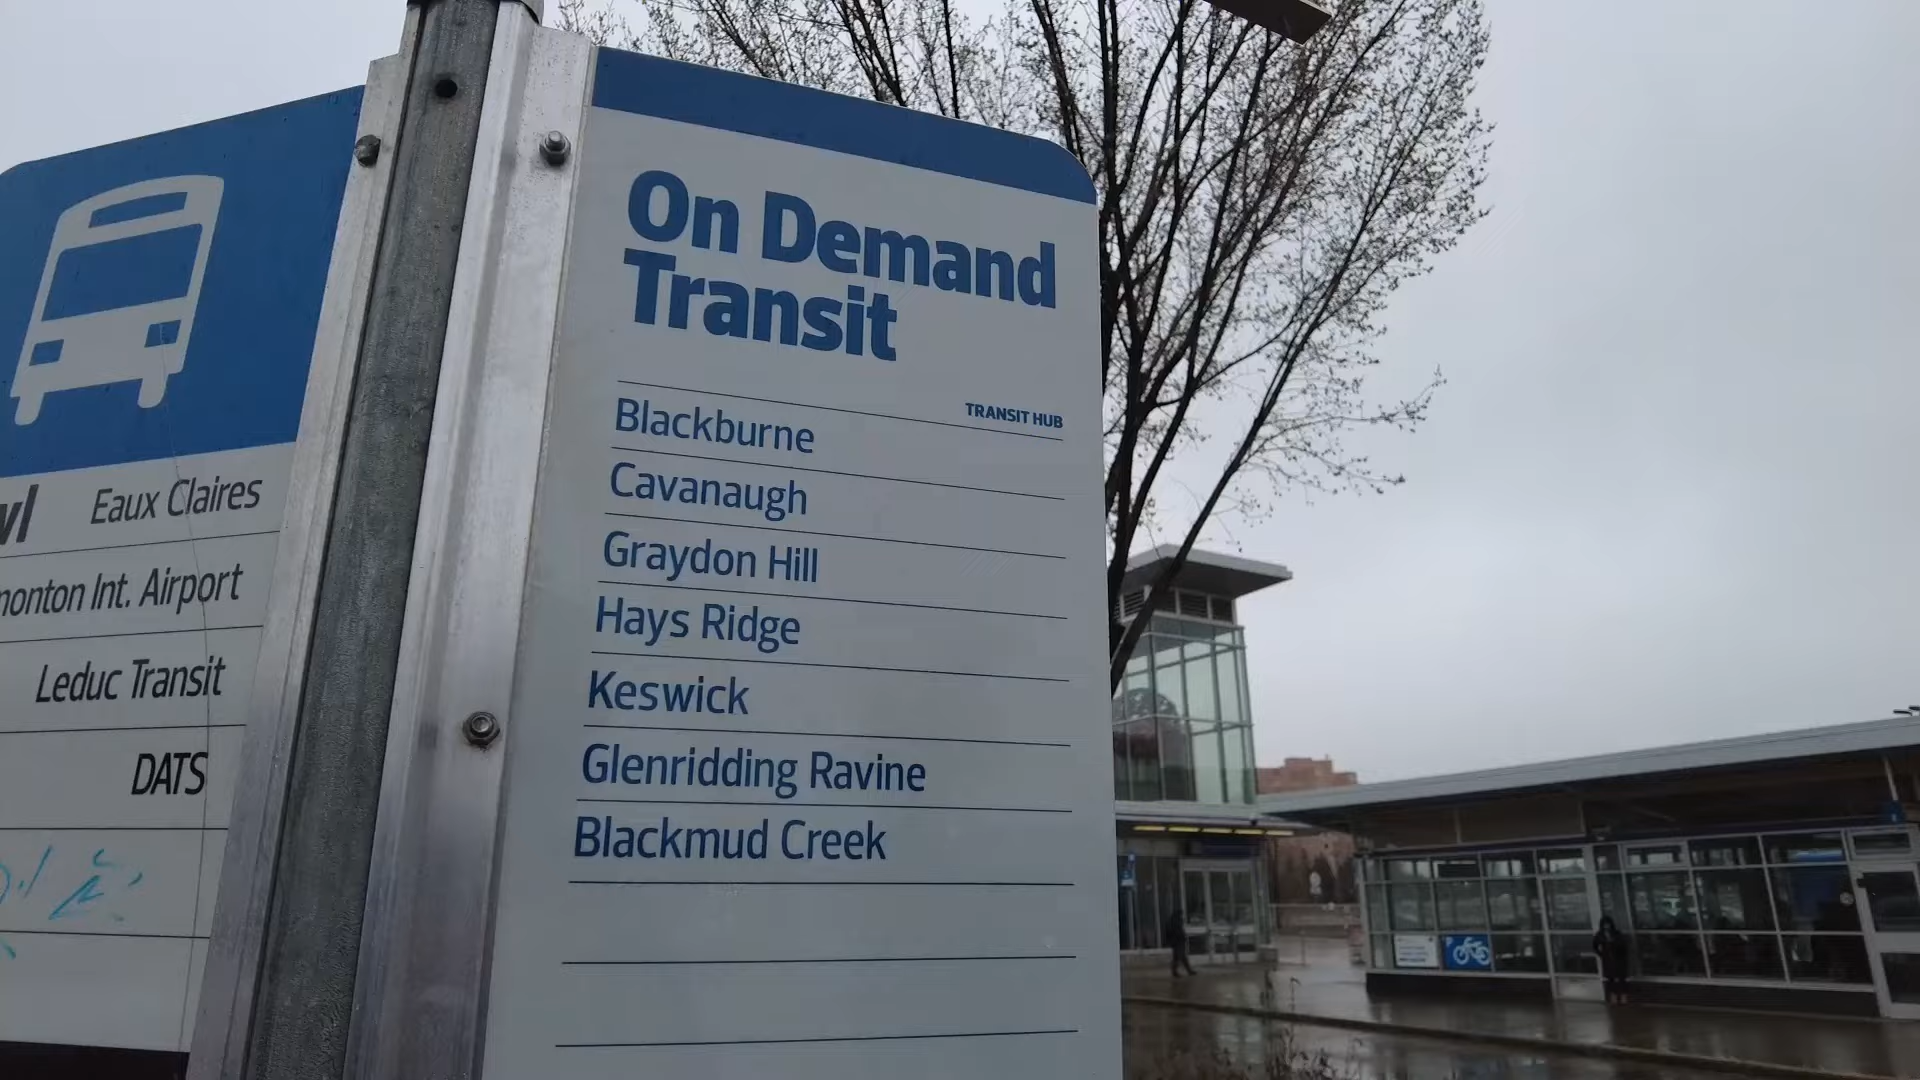 Eaux Claires
Int. Airport
Leduc Transit
DATS
On Demand
Transit
TRANSIT HUB
Blackburne
Cavanaugh
Graydon Hill
Hays Ridge
Keswick
Glenridding Ravine
Blackmud Creek